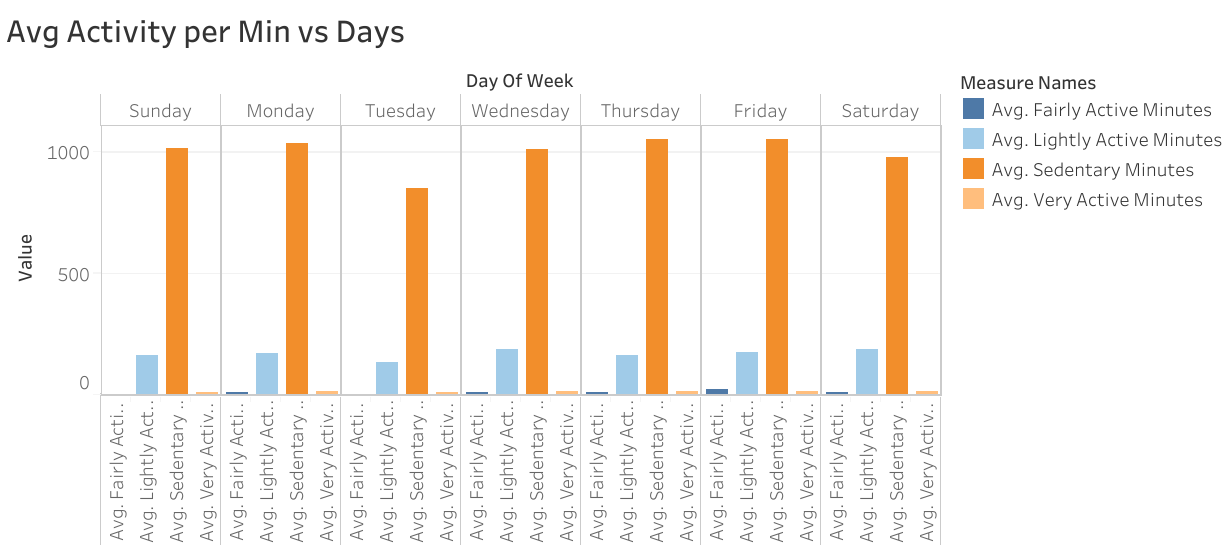 Avg Activity per Min vs Days
Day Of Week
Sunday Monday Tuesday Wednesday Thursday Friday Saturday
1000
500
0
Value
Avg. Fairly Acti..
Avg. Lightly Act..
Avg. Sedentary ..
Avg. Very Activ..
Avg. Fairly Acti..
Avg. Lightly Act..
Avg. Sedentary ..
Avg. Very Activ..
Avg. Fairly Acti..
Avg. Lightly Act..
Avg. Sedentary ..
Avg. Very Activ..
Avg. Fairly Acti..
Avg. Lightly Act..
Avg. Sedentary ..
Avg. Very Activ..
Avg. Fairly Acti..
Avg. Lightly Act..
Avg. Sedentary ..
Avg. Very Activ..
Avg. Fairly Acti..
Avg. Lightly Act..
Avg. Sedentary ..
Avg. Very Activ..
Avg. Fairly Acti..
Avg. Lightly Act..
Avg. Sedentary ..
Avg. Very Activ..
Measure Names
Avg. Fairly Active Minutes
Avg. Lightly Active Minutes
Avg. Sedentary Minutes
Avg. Very Active Minutes